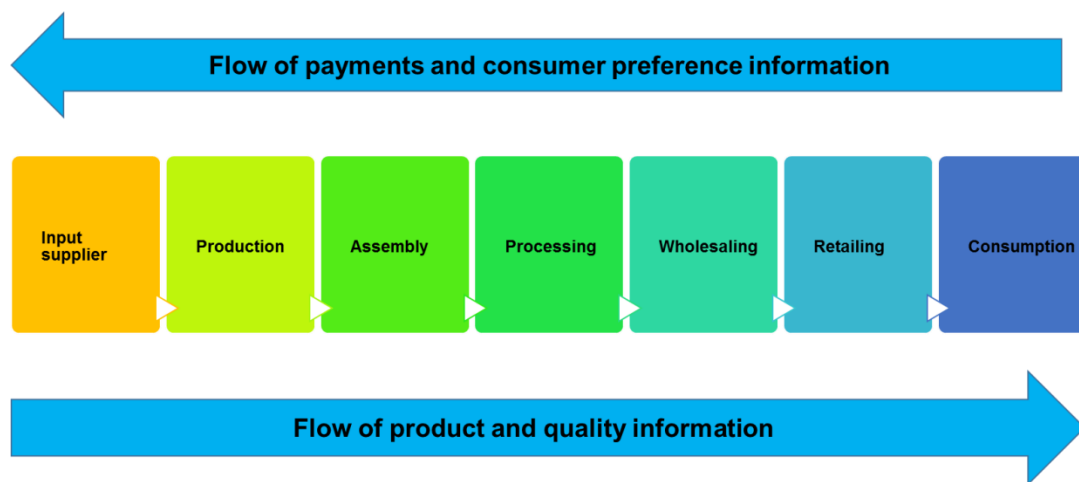 Flow of payments and consumer preference information
Input
supplier
Production
Assembly
Processing
Wholesaling
Retailing
Consumption
Flow of product and quality information